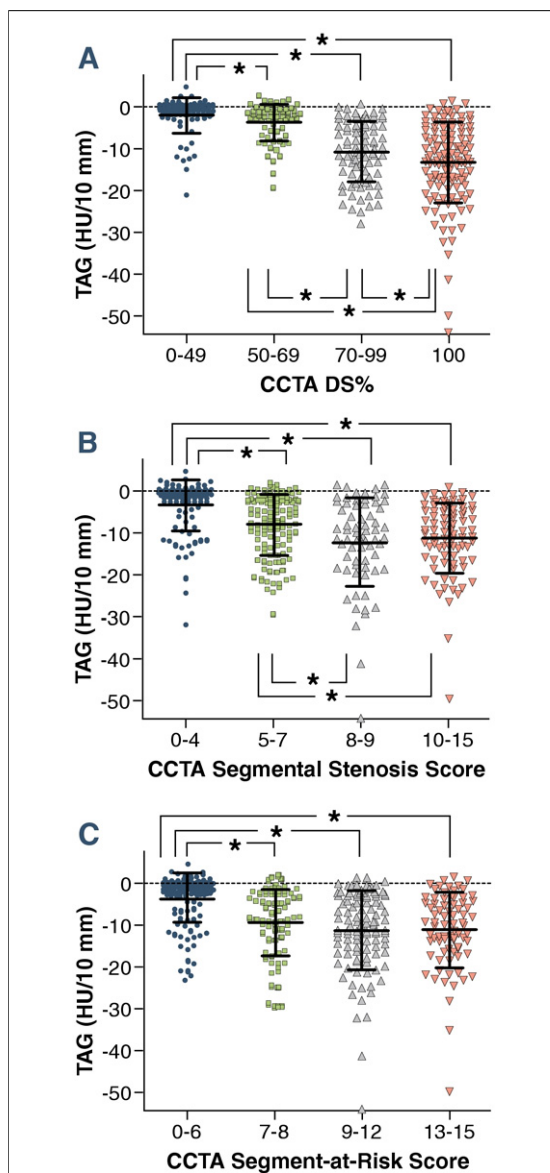 A
* 
*
*
TAG (HU/10 mm)
0
-10
-20
-30
-40
-50
* *
*
0-49 50-69 70-99 100
CCTA DS%
B
*
*
*
TAG (HU/10 mm)
0
-10
-20
-30
-40
-50
*
*
0-4 5-7 8-9 10-15
CCTA Segmental Stenosis Score
C
*
*
*
TAG (HU/10 mm)
0
-10
-20
-30
-40
-50
0-6 7-8 9-12 13-15
CCTA Segment-at-Risk Score